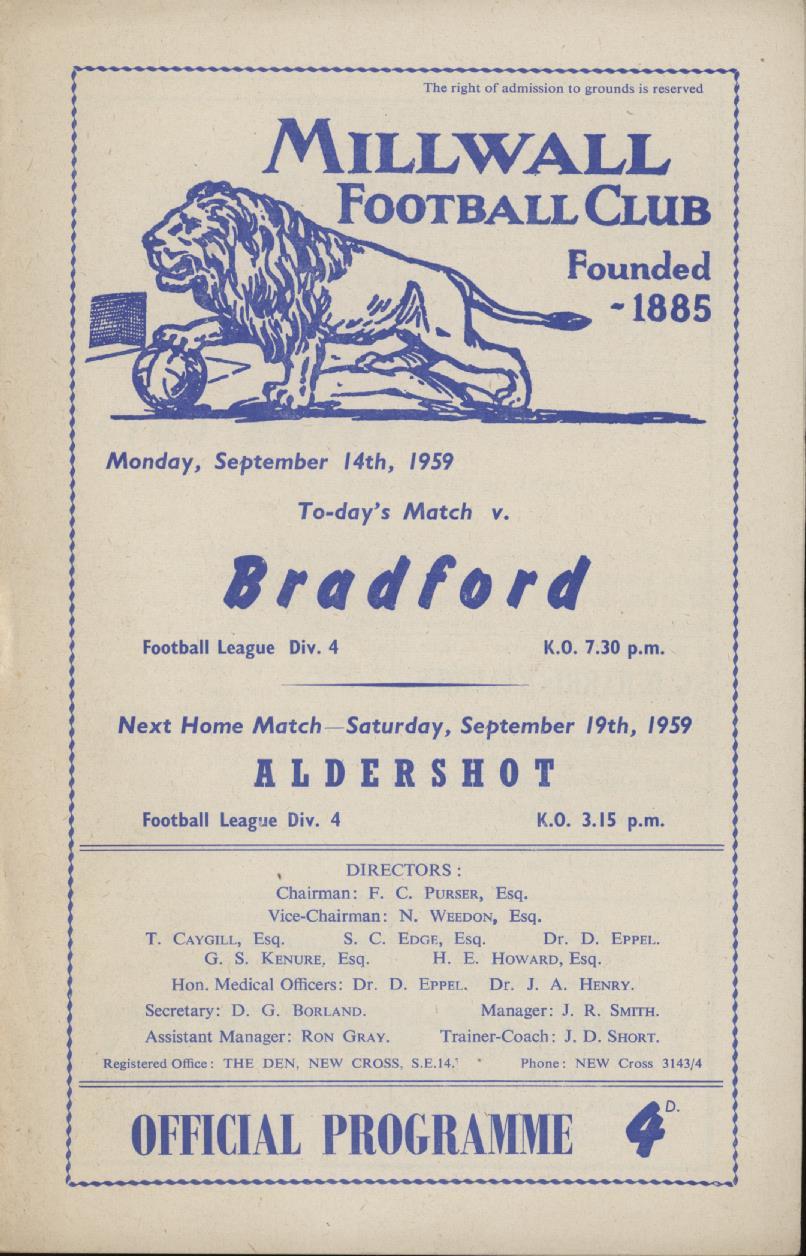 The right of admission to grounds is reserved
MILLWALL
FOOTBALL CLUB
Founded
- 1885
Monday, September 14th, 1959
To-day's Match v.
Bradford
Football League Div. 4 K.O. 7.30 p.m.
Next Home Match—Saturday, September 19th, 1959
ALDERSHOT
Football League Div. 4 K.O. 3.15 p.m.
DIRECTORS :
Chairman: F. C. PURSER, Esq.
Vice-Chairman: N. WEEDON, Esq.
T. CAYGILL, Esq. S. C. EDGE, Esq. Dr. D. EPPEL.
G. S. KENURE, Esq. H. E. HOWARD, Esq.
Hon. Medical Officers: Dr. D. EPPEL. Dr. J. A. HENRY.
Secretary: D. G. BORLAND. Manager: J. R. SMITH.
Assistant Manager: RON GRAY. Trainer-Coach: J. D. SHORT.
Registered Office: THE DEN, NEW CROSS, S.E.14. Phone: NEW Cross 3143/4
OFFICIAL PROGRAMME 4D.